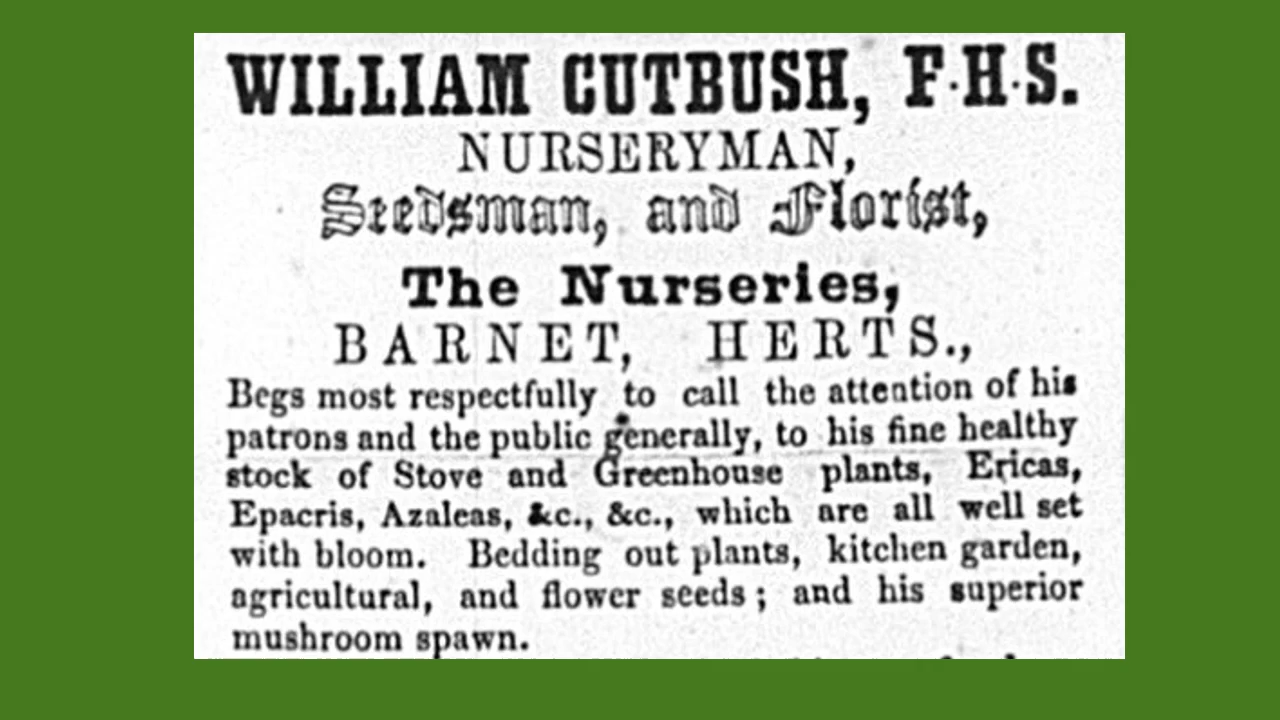 WILLIAM CUTBUSH, F·H·S.
NURSERYMAN,
Seedsman, and Florist,
The Nurseries,
BARNET, HERTS.,
Begs most respectfully to call the attention of his
patrons and the public generally, to his fine healthy
stock of Stove and Greenhouse plants, Ericas,
Epacris, Azaleas, &c., &c., which are all well set
with bloom. Bedding out plants, kitchen garden,
agricultural, and flower seeds; and his superior
mushroom spawn.